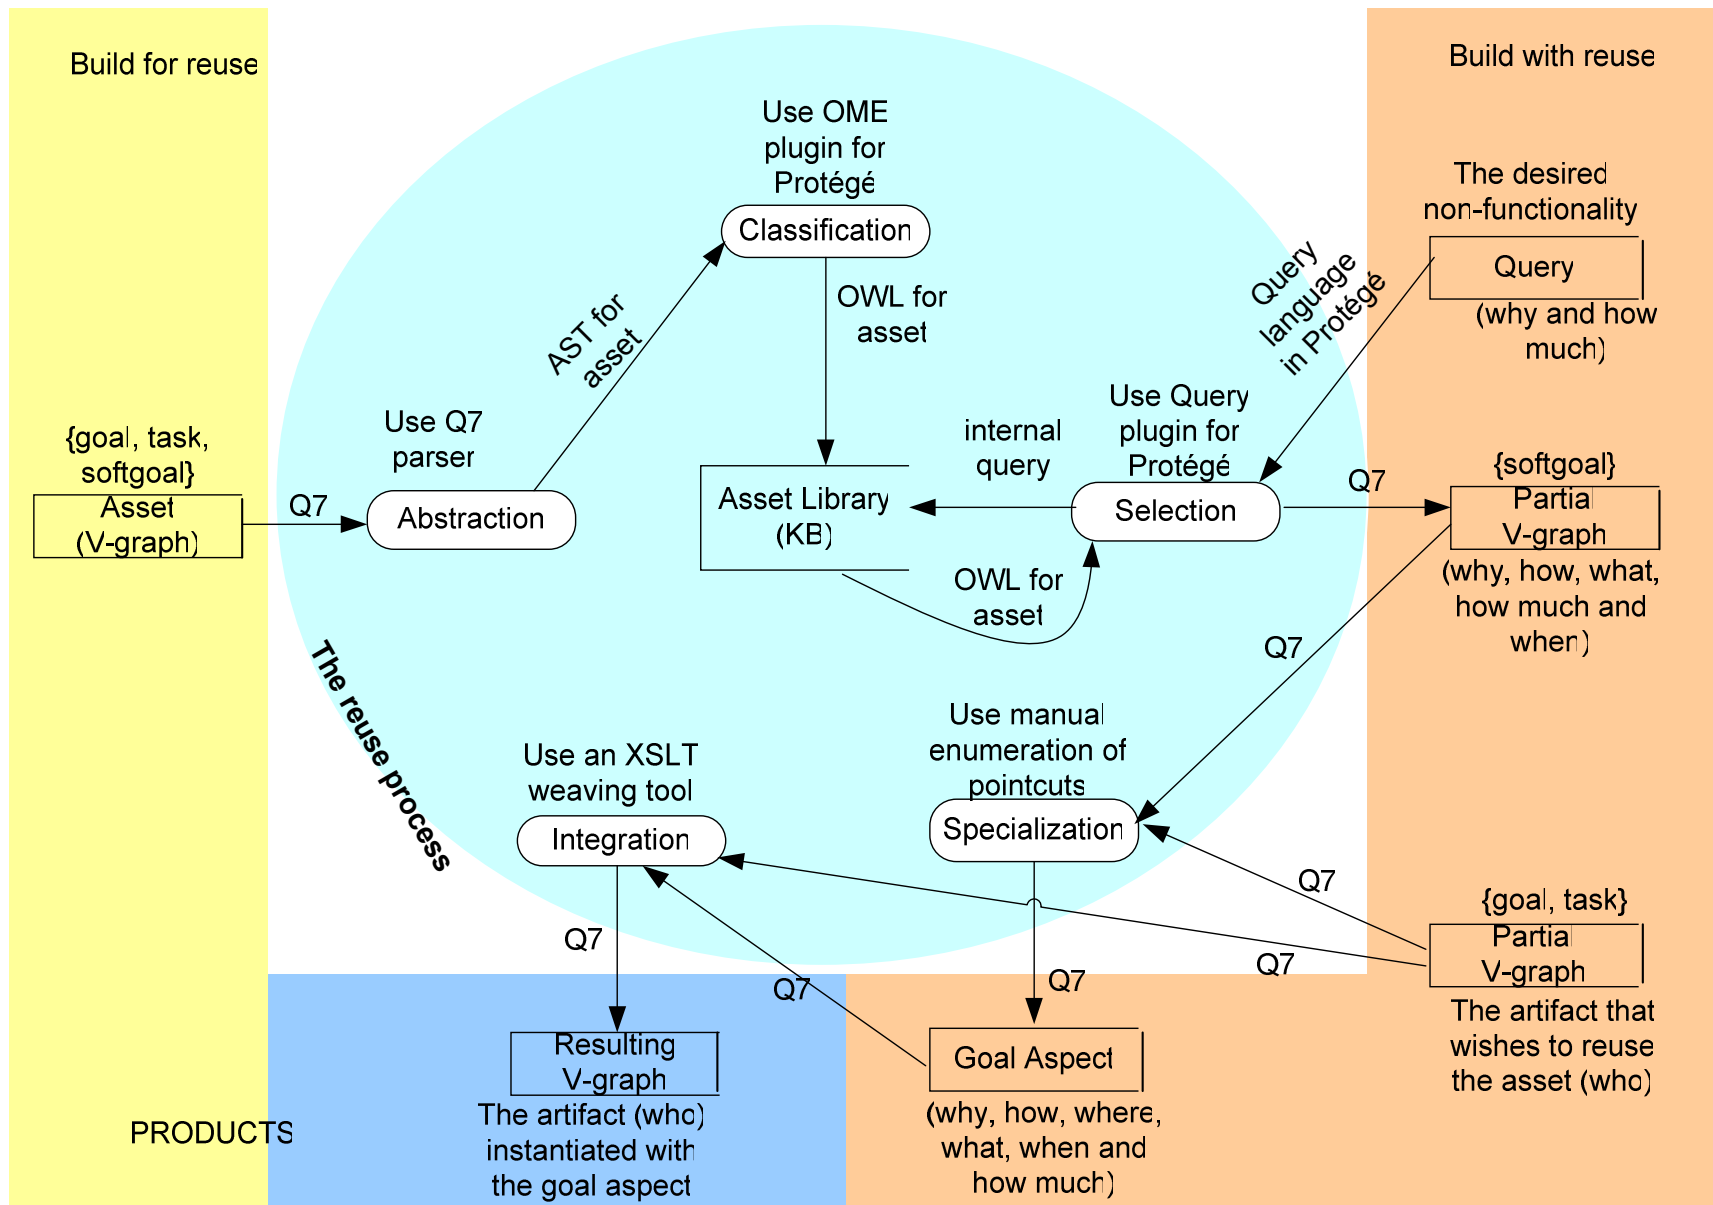 Build for reuse
Build with reuse
Use OME
plugin for
Protégé
Classification
The desired
non-functionality
Query
(why and how
much)
Query
language
in Protégé
OWL for
asset
AST for
asset
Use Q7
parser
Abstraction
{goal, task,
softgoal}
Asset
(V-graph)
Q7
internal
query
Use Query
plugin for
Protégé
Selection
Asset Library
(KB)
OWL for
asset
Q7
{softgoal}
Partial
V-graph
(why, how, what,
how much and
when)
Q7
The reuse process
Use an XSLT
weaving tool
Integration
Use manual
enumeration of
pointcuts
Specialization
Q7
{goal, task}
Partial
V-graph
The artifact that
wishes to reuse
the asset (who)
Q7
Q7
Q7
Q7
Resulting
V-graph
The artifact (who)
instantiated with
the goal aspect
Goal Aspect
(why, how, where,
what, when and
how much)
PRODUCTS